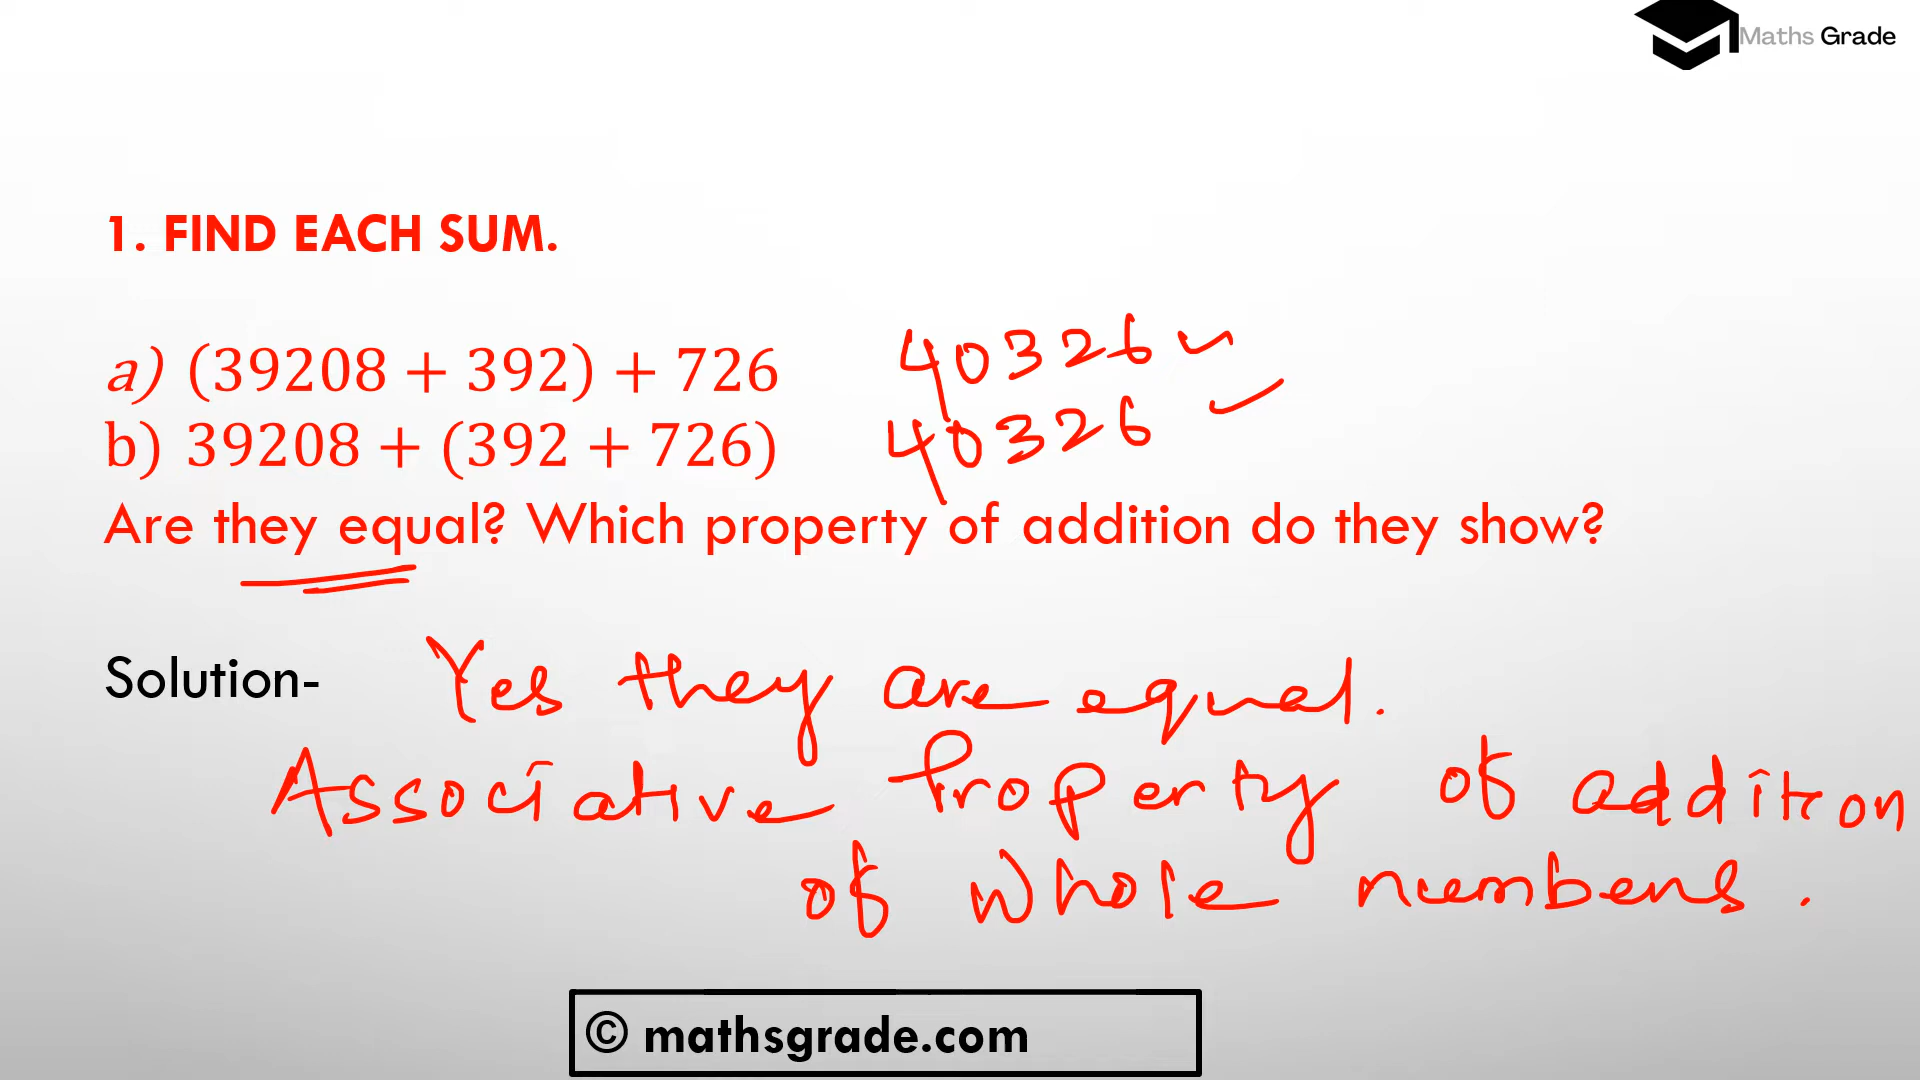 Maths Grade
1. FIND EACH SUM.
a) (39208 + 392) + 726 40326
b) 39208 + (392 + 726) 40326
Are they equal? Which property of addition do they show?
Solution- Yes they are equal.
Associative Property of addition
of whole numbers.
© mathsgrade.com